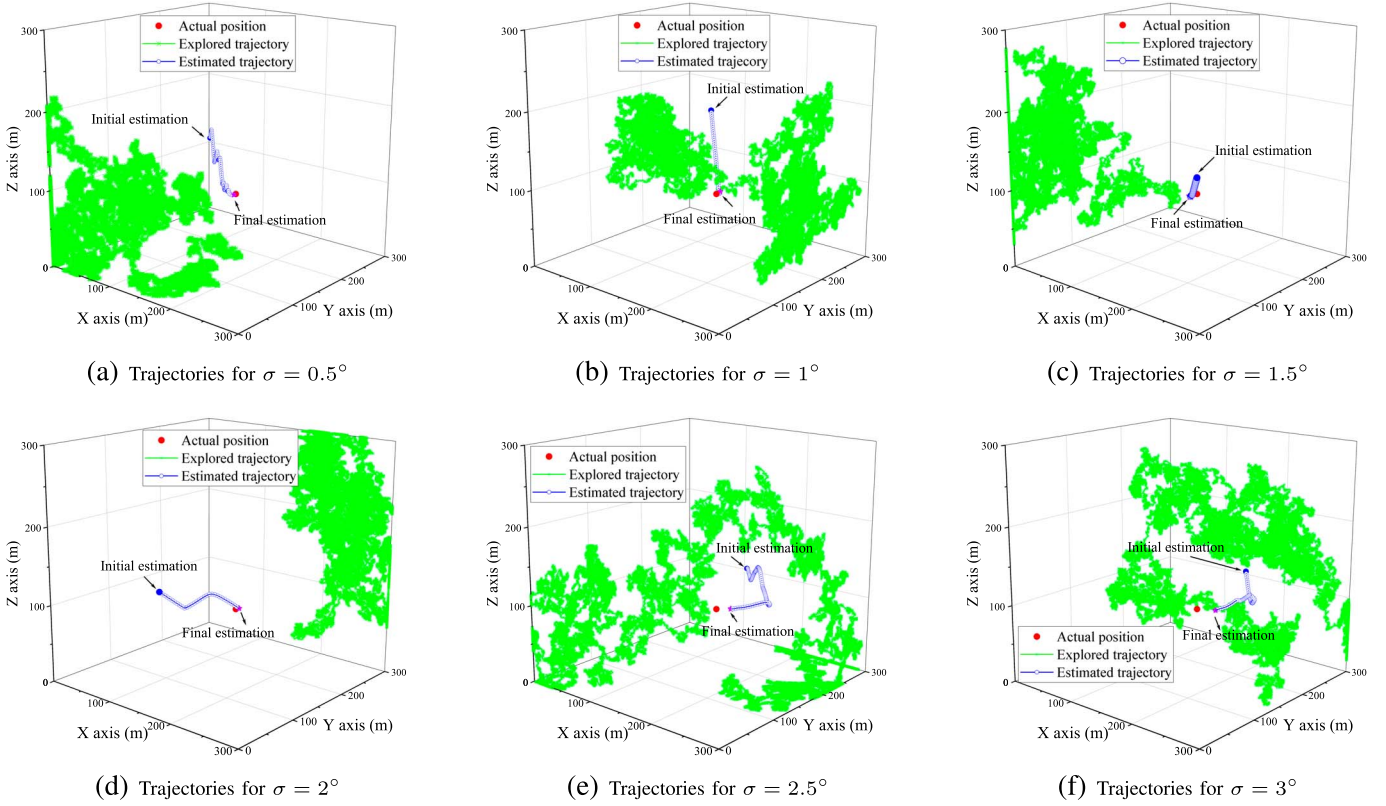 300
200
100
0
Z axis (m)
Actual position
Explored trajectory
Estimated trajectory
Initial estimation
Final estimation
100
200
300
X axis (m)
0
100
200
300
Y axis (m)
(a) Trajectories for σ = 0.5°
300
200
100
0
Z axis (m)
Actual position
Explored trajectory
Estimated trajectory
Initial estimation
Final estimation
100
200
300
X axis (m)
0
100
200
300
Y axis (m)
(b) Trajectories for σ = 1°
300
200
100
0
Z axis (m)
Actual position
Explored trajectory
Estimated trajectory
Initial estimation
Final estimation
100
200
300
X axis (m)
0
100
200
300
Y axis (m)
(c) Trajectories for σ = 1.5°
300
200
100
0
Z axis (m)
Actual position
Explored trajectory
Estimated trajectory
Initial estimation
Final estimation
100
200
300
X axis (m)
0
100
200
300
Y axis (m)
(d) Trajectories for σ = 2°
300
200
100
0
Z axis (m)
Actual position
Explored trajectory
Estimated trajectory
Initial estimation
Final estimation
100
200
300
X axis (m)
0
100
200
300
Y axis (m)
(e) Trajectories for σ = 2.5°
300
200
100
0
Z axis (m)
Initial estimation
Final estimation
Actual position
Explored trajectory
Estimated trajectory
100
200
300
X axis (m)
0
100
200
300
Y axis (m)
(f) Trajectories for σ = 3°